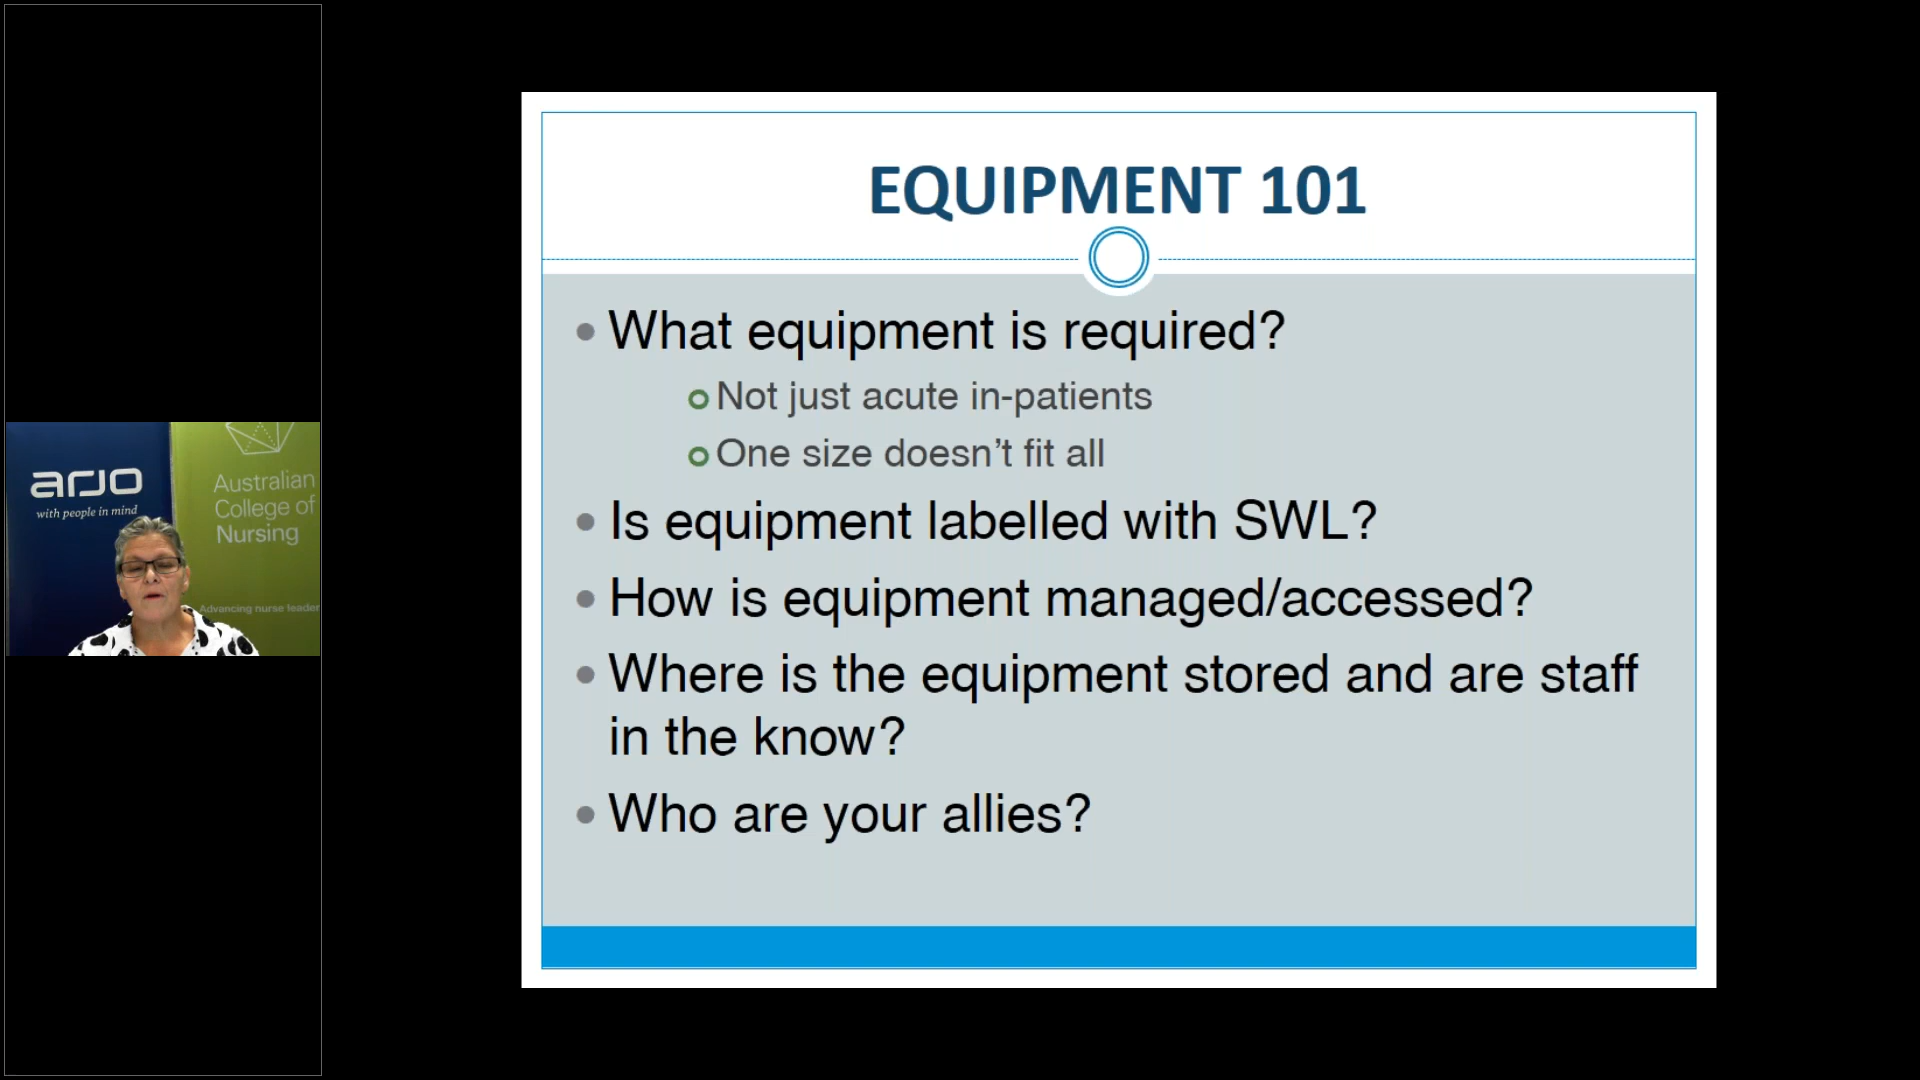 arjo
with people in mind
Australian
College of
Nursing
Advancing nurse leader
EQUIPMENT 101
What equipment is required?
Not just acute in-patients
One size doesn’t fit all
Is equipment labelled with SWL?
How is equipment managed/accessed?
Where is the equipment stored and are staff
in the know?
Who are your allies?